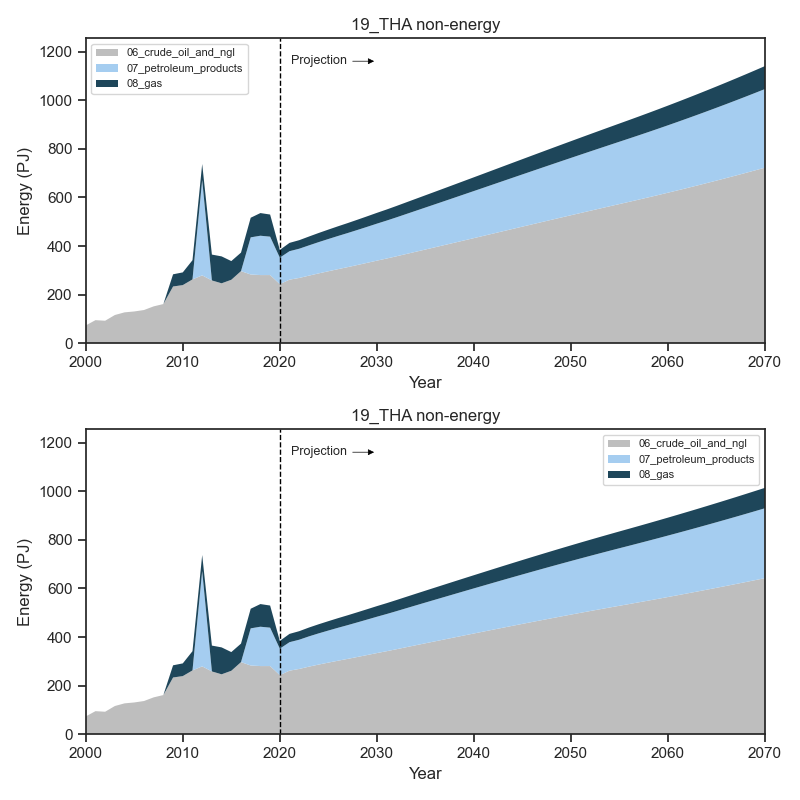 19_THA non-energy
1200
1000
800
600
400
200
0
Energy (PJ)
06_crude_oil_and_ngl
07_petroleum_products
08_gas
Projection
2000 2010 2020 2030 2040 2050 2060 2070
Year
19_THA non-energy
1200
1000
800
600
400
200
0
Energy (PJ)
Projection
06_crude_oil_and_ngl
07_petroleum_products
08_gas
2000 2010 2020 2030 2040 2050 2060 2070
Year